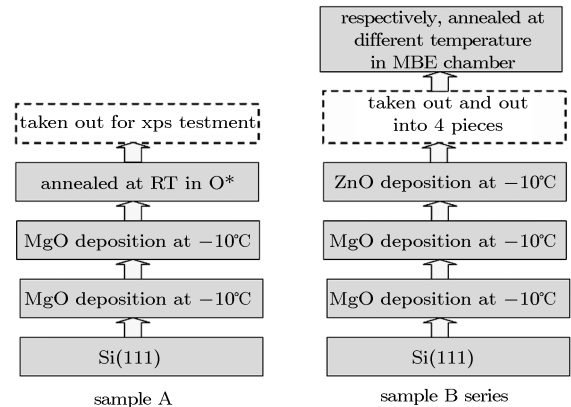 taken out for xps testment
annealed at RT in O*
MgO deposition at −10℃
MgO deposition at −10℃
Si(111)
sample A
respectively, annealed at
different temperature
in MBE chamber
taken out and out
into 4 pieces
ZnO deposition at −10℃
MgO deposition at −10℃
MgO deposition at −10℃
Si(111)
sample B series